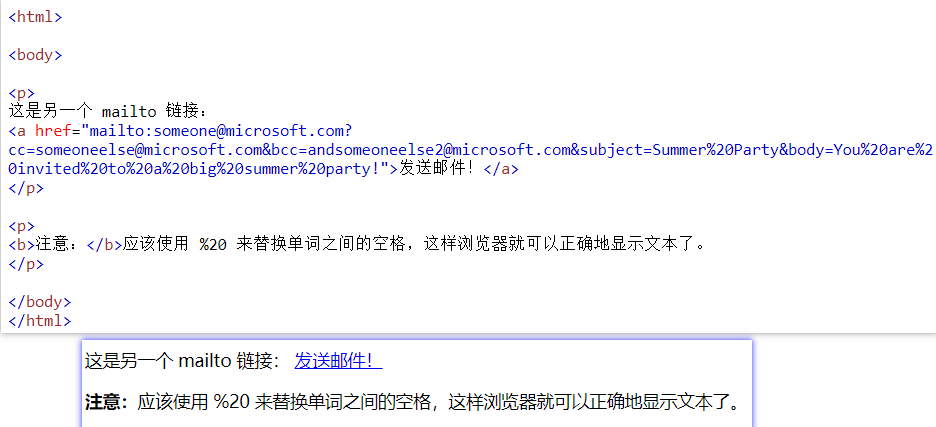 <html>
<body>
<p>
这是另一个 mailto 链接：
<a href="mailto:someone@microsoft.com?
cc=someoneelse@microsoft.com&bcc=andsomeoneelse2@microsoft.com&subject=Summer%20Party&body=You%20are%2
0invited%20to%20a%20big%20summer%20party!">发送邮件！</a>
</p>
<p>
<b>注意：</b>应该使用 %20 来替换单词之间的空格，这样浏览器就可以正确地显示文本了。
</p>
</body>
</html>
这是另一个 mailto 链接： 发送邮件！
注意：应该使用 %20 来替换单词之间的空格，这样浏览器就可以正确地显示文本了。